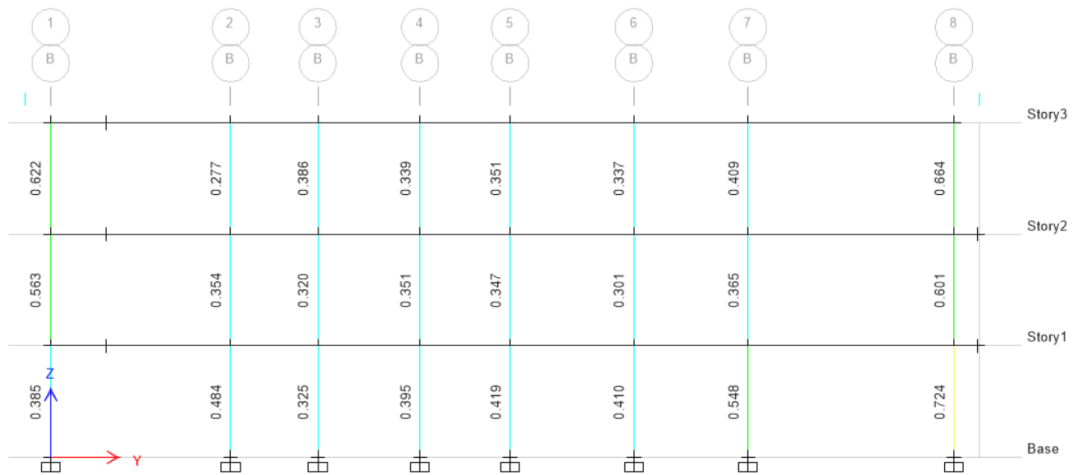 1 2 3 4 5 6 7 8
B B B B B B B B
Story3
0.622 0.277 0.386 0.339 0.351 0.337 0.409 0.664
Story2
0.563 0.354 0.320 0.351 0.347 0.301 0.365 0.601
Story1
Z
0.385 0.484 0.325 0.395 0.419 0.410 0.548 0.724
Base
Y